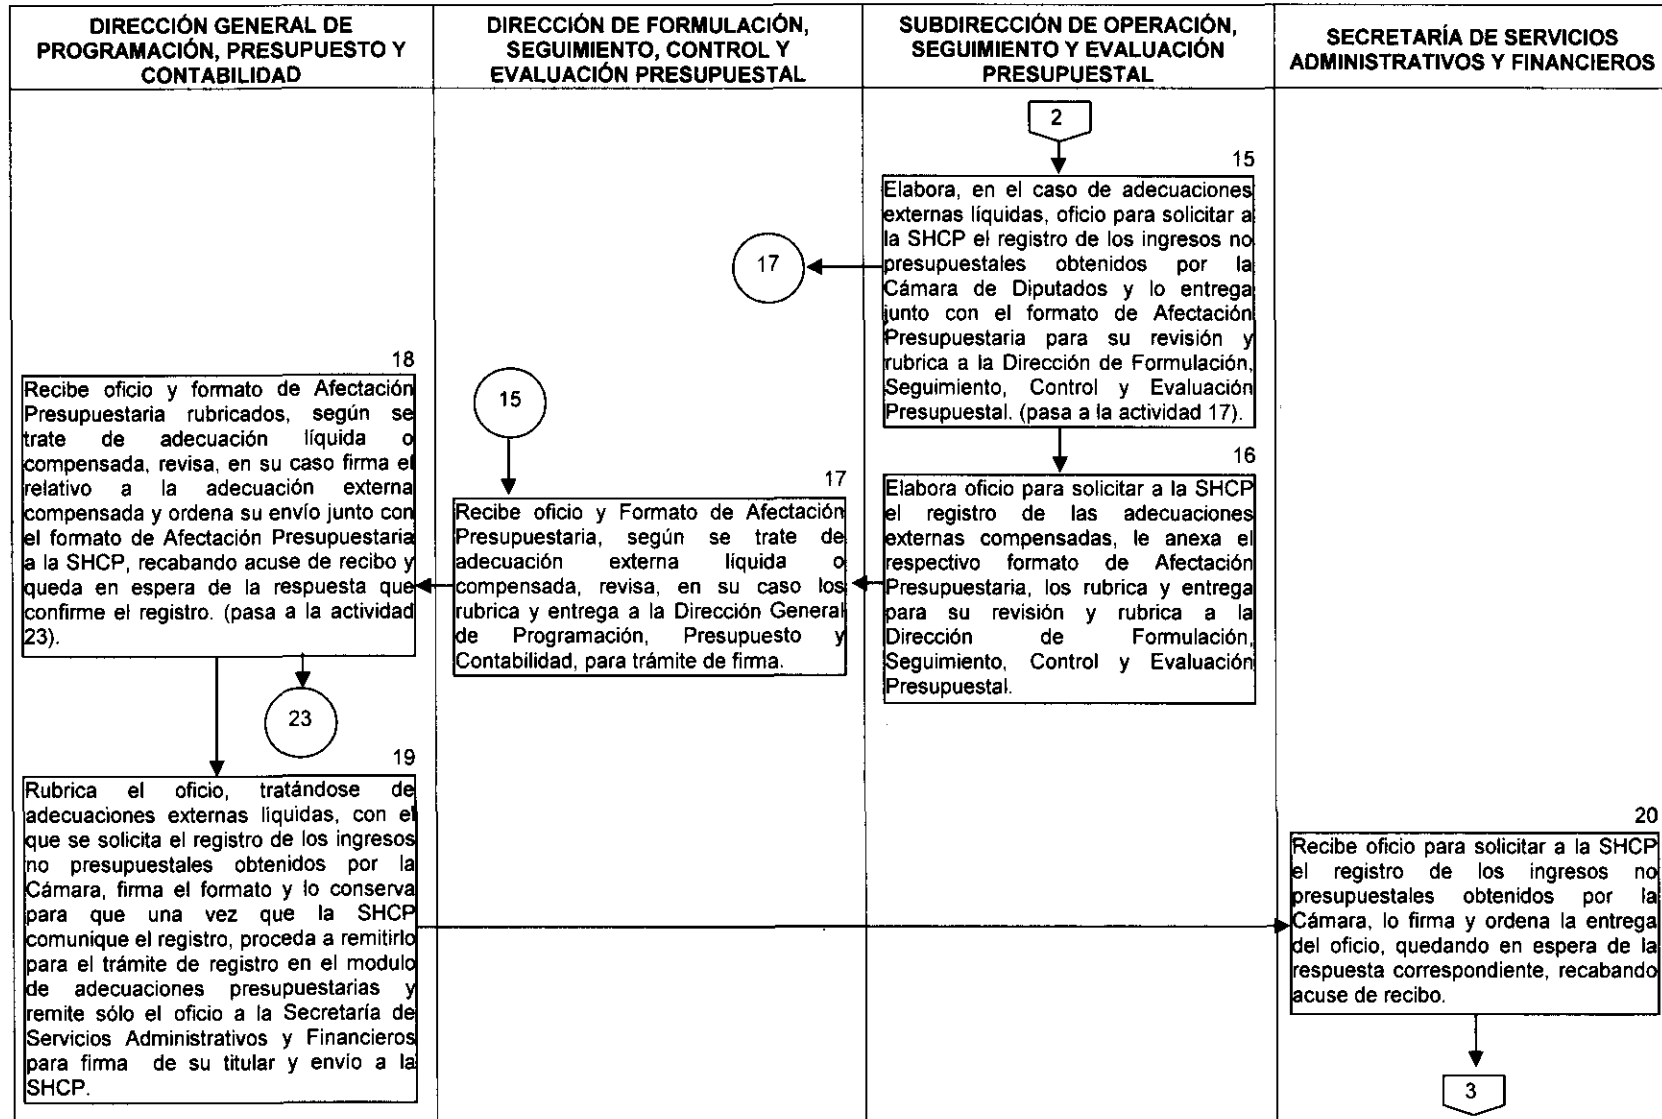 DIRECCIÓN GENERAL DE
PROGRAMACIÓN, PRESUPUESTO Y
CONTABILIDAD
DIRECCIÓN DE FORMULACIÓN,
SEGUIMIENTO, CONTROL Y
EVALUACIÓN PRESUPUESTAL
SUBDIRECCIÓN DE OPERACIÓN,
SEGUIMIENTO Y EVALUACIÓN
PRESUPUESTAL
SECRETARÍA DE SERVICIOS
ADMINISTRATIVOS Y FINANCIEROS
2
15
Elabora, en el caso de adecuaciones
externas líquidas, oficio para solicitar a
la SHCP el registro de los ingresos no
presupuestales obtenidos por la
Cámara de Diputados y lo entrega
junto con el formato de Afectación
Presupuestaria para su revisión y
rubrica a la Dirección de Formulación,
Seguimiento, Control y Evaluación
Presupuestal. (pasa a la actividad 17).
17
16
Elabora oficio para solicitar a la SHCP
el registro de las adecuaciones
externas compensadas, le anexa el
respectivo formato de Afectación
Presupuestaria, los rubrica y entrega
para su revisión y rubrica a la
Dirección de Formulación,
Seguimiento, Control y Evaluación
Presupuestal.
15
17
Recibe oficio y Formato de Afectación
Presupuestaria, según se trate de
adecuación externa líquida o
compensada, revisa, en su caso los
rubrica y entrega a la Dirección General
de Programación, Presupuesto y
Contabilidad, para trámite de firma.
18
Recibe oficio y formato de Afectación
Presupuestaria rubricados, según se
trate de adecuación líquida o
compensada, revisa, en su caso firma el
relativo a la adecuación externa
compensada y ordena su envío junto con
el formato de Afectación Presupuestaria
a la SHCP, recabando acuse de recibo y
queda en espera de la respuesta que
confirme el registro. (pasa a la actividad
23).
23
19
Rubrica el oficio, tratándose de
adecuaciones externas líquidas, con el
que se solicita el registro de los ingresos
no presupuestales obtenidos por la
Cámara, firma el formato y lo conserva
para que una vez que la SHCP
comunique el registro, proceda a remitirlo
para el trámite de registro en el modulo
de adecuaciones presupuestarias y
remite sólo el oficio a la Secretaría de
Servicios Administrativos y Financieros
para firma de su titular y envío a la
SHCP.
20
Recibe oficio para solicitar a la SHCP
el registro de los ingresos no
presupuestales obtenidos por la
Cámara, lo firma y ordena la entrega
del oficio, quedando en espera de la
respuesta correspondiente, recabando
acuse de recibo.
3